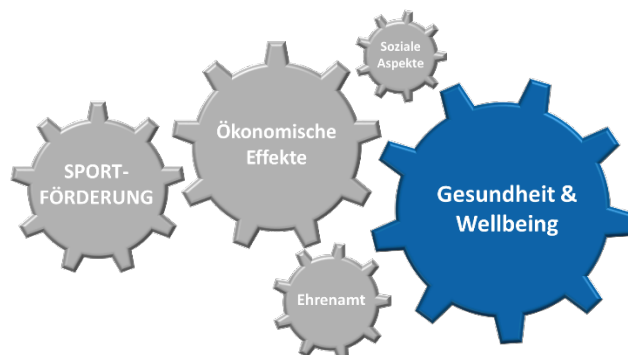 SPORT-
FÖRDERUNG
Ökonomische
Effekte
Soziale
Aspekte
Gesundheit &
Wellbeing
Ehrenamt